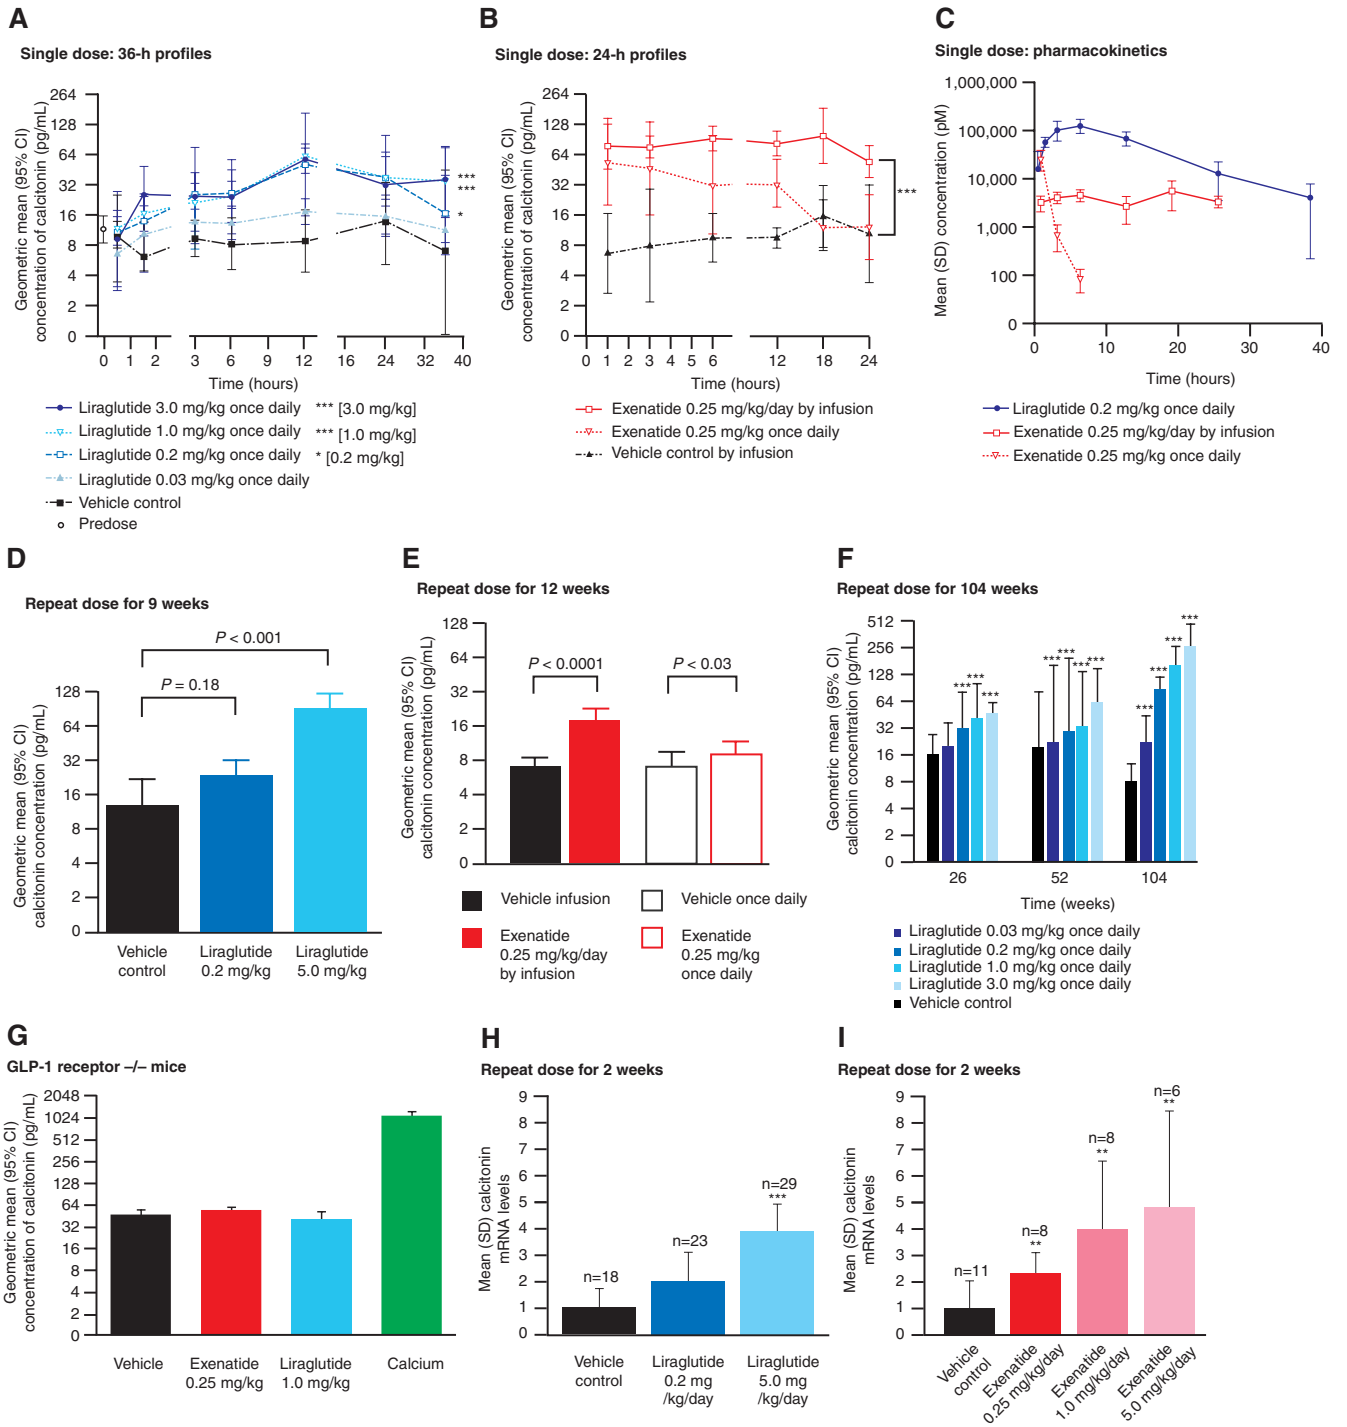 A
Single dose: 36-h profiles
Geometric mean (95% CI)
concentration of calcitonin (pg/mL)
264
128
64
32
16
8
4
2
0
0 1 2 3 6 9 12 16 24 32 40
Time (hours)
***
***
*
Liraglutide 3.0 mg/kg once daily *** [3.0 mg/kg]
Liraglutide 1.0 mg/kg once daily *** [1.0 mg/kg]
Liraglutide 0.2 mg/kg once daily * [0.2 mg/kg]
Liraglutide 0.03 mg/kg once daily
Vehicle control
Predose
B
Single dose: 24-h profiles
Geometric mean (95% CI)
concentration of calcitonin (pg/mL)
264
128
64
32
16
8
4
2
0
0 1 2 3 4 5 6 12 18 24
Time (hours)
***
Exenatide 0.25 mg/kg/day by infusion
Exenatide 0.25 mg/kg once daily
Vehicle control by infusion
C
Single dose: pharmacokinetics
Mean (SD) concentration (pM)
1,000,000
100,000
10,000
1,000
100
0
0 10 20 30 40
Time (hours)
Liraglutide 0.2 mg/kg once daily
Exenatide 0.25 mg/kg/day by infusion
Exenatide 0.25 mg/kg once daily
D
Repeat dose for 9 weeks
Geometric mean (95% CI)
calcitonin concentration (pg/mL)
P < 0.001
P = 0.18
128
64
32
16
8
4
2
0
Vehicle
control
Liraglutide
0.2 mg/kg
Liraglutide
5.0 mg/kg
E
Repeat dose for 12 weeks
Geometric mean (95% CI)
calcitonin concentration (pg/mL)
128
64
32
16
8
4
2
0
P < 0.0001
P < 0.03
Vehicle infusion
Vehicle once daily
Exenatide
0.25 mg/kg/day
by infusion
Exenatide
0.25 mg/kg
once daily
F
Repeat dose for 104 weeks
Geometric mean (95% CI)
calcitonin concentration (pg/mL)
512
256
128
64
32
16
8
4
2
0
*** *** ***
*** *** *** ***
*** *** *** ***
26 52 104
Time (weeks)
Liraglutide 0.03 mg/kg once daily
Liraglutide 0.2 mg/kg once daily
Liraglutide 1.0 mg/kg once daily
Liraglutide 3.0 mg/kg once daily
Vehicle control
G
GLP-1 receptor –/– mice
Geometric mean (95% CI)
concentration of calcitonin (pg/mL)
2048
1024
512
256
128
64
32
16
8
4
2
0
Vehicle
Exenatide
0.25 mg/kg
Liraglutide
1.0 mg/kg
Calcium
H
Repeat dose for 2 weeks
Mean (SD) calcitonin
mRNA levels
9
8
7
6
5
4
3
2
1
0
n=18
n=23
n=29
***
Vehicle
control
Liraglutide
0.2 mg
/kg/day
Liraglutide
5.0 mg
/kg/day
I
Repeat dose for 2 weeks
Mean (SD) calcitonin
mRNA levels
9
8
7
6
5
4
3
2
1
0
n=11
n=8
**
n=8
**
n=6
**
Vehicle
control
Exenatide
0.25 mg/kg/day
Exenatide
1.0 mg/kg/day
Exenatide
5.0 mg/kg/day